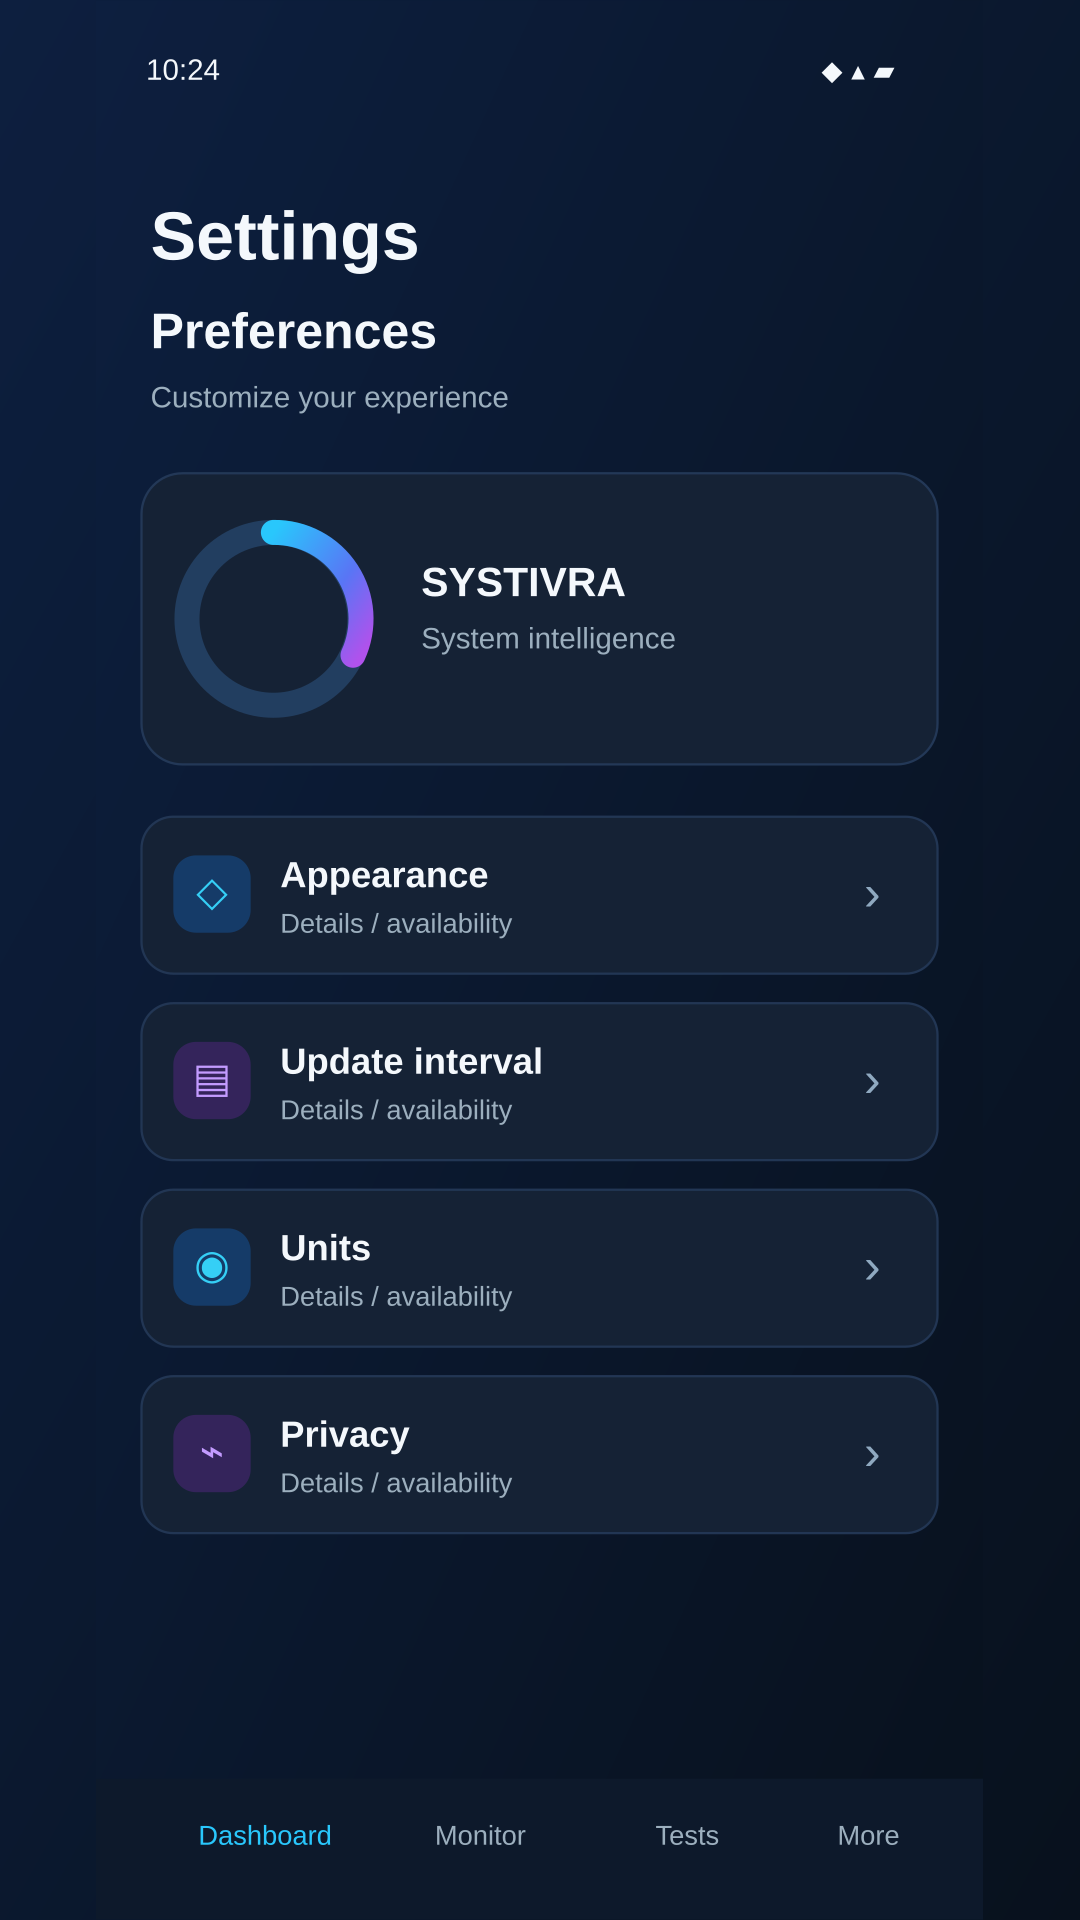 10:24
Settings
Preferences
Customize your experience
SYSTIVRA
System intelligence
Appearance
Details / availability
Update interval
Details / availability
Units
Details / availability
Privacy
Details / availability
Dashboard Monitor Tests More